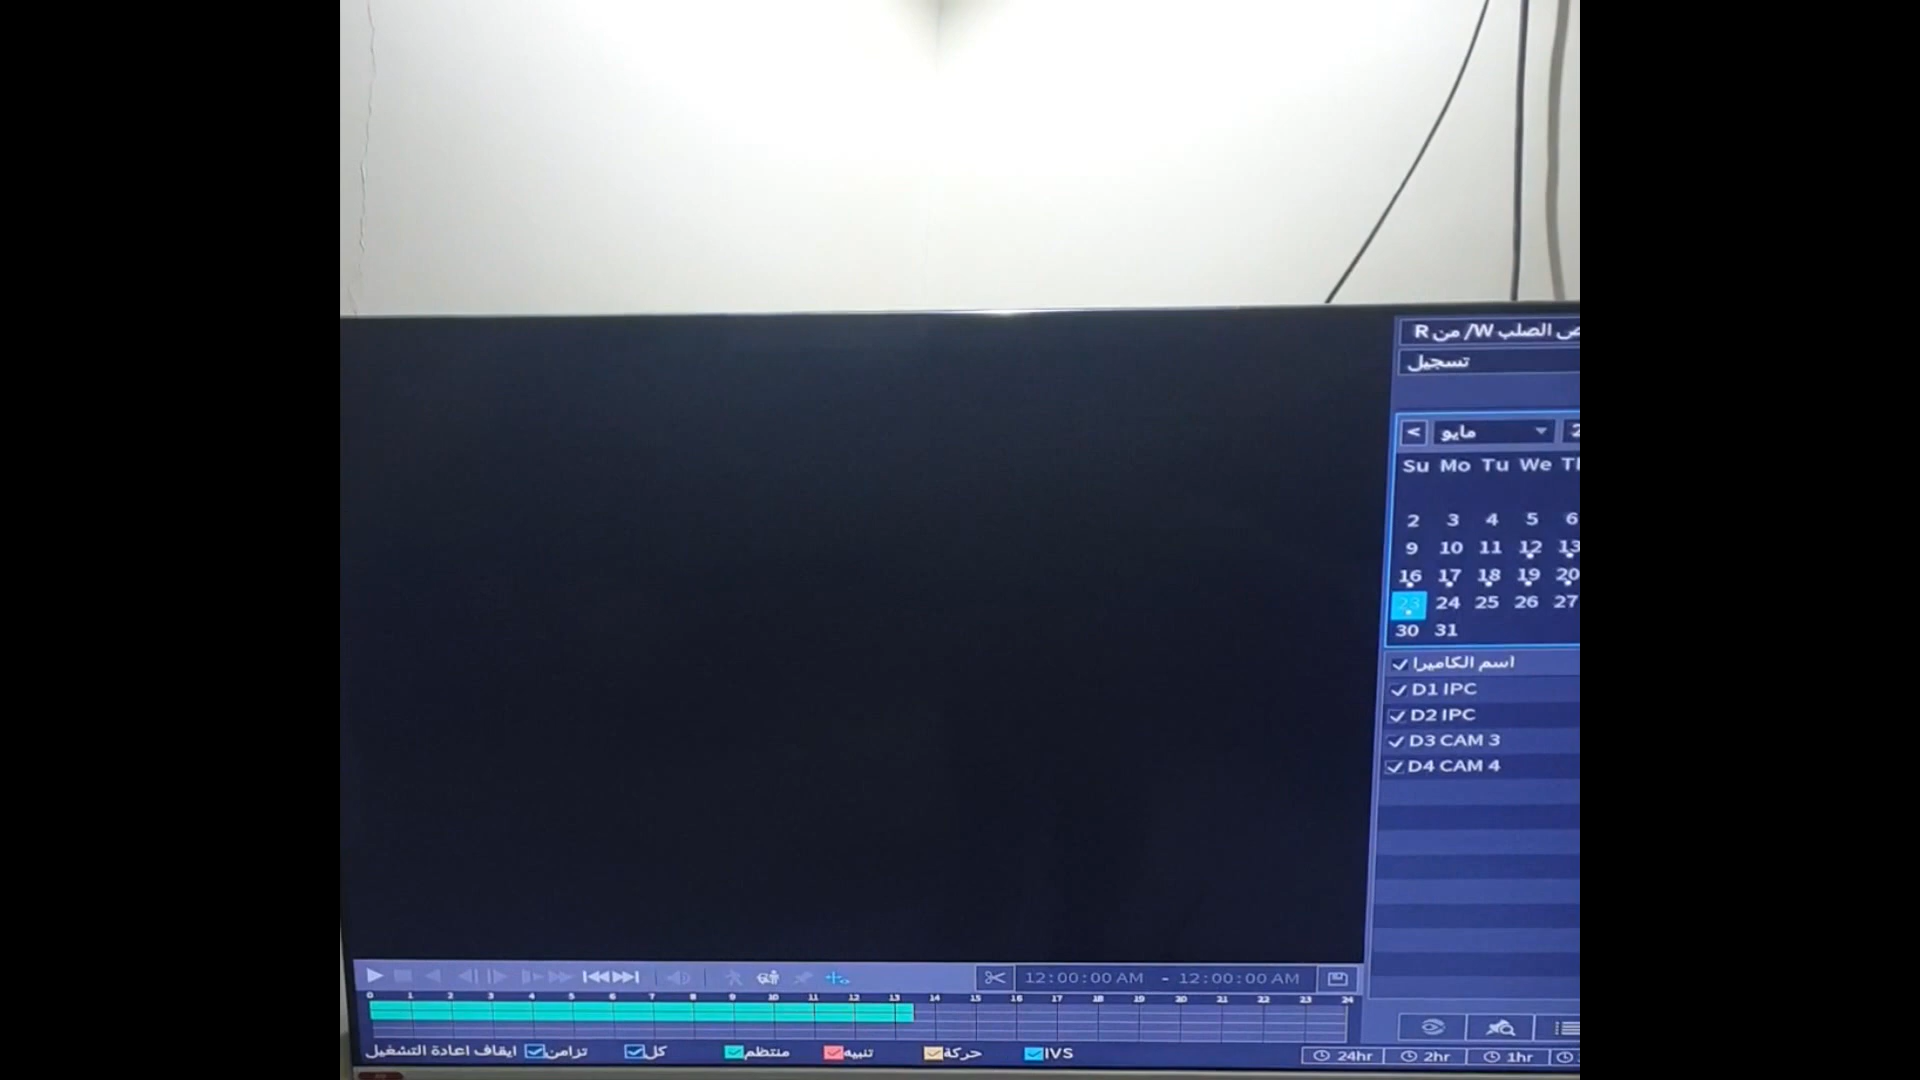 ص الصلب W/ من R
تسجيل
< مايو
Su Mo Tu We
2 3 4 5 6
9 10 11 12 13
16 17 18 19 20
23 24 25 26 27
30 31
اسم الكاميرا
D1 IPC
D2 IPC
D3 CAM 3
D4 CAM 4
12:00:00 AM - 12:00:00 AM
0 1 2 3 4 5 6 7 8 9 10 11 12 13 14 15 16 17 18 19 20 21 22 23 24
ايقاف اعادة التشغيل تزامن كل منتظم تنبيه حركة IVS
24hr 2hr 1hr